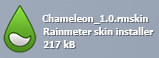 Chameleon_1.0.rmskin
Rainmeter skin installer
217 kB